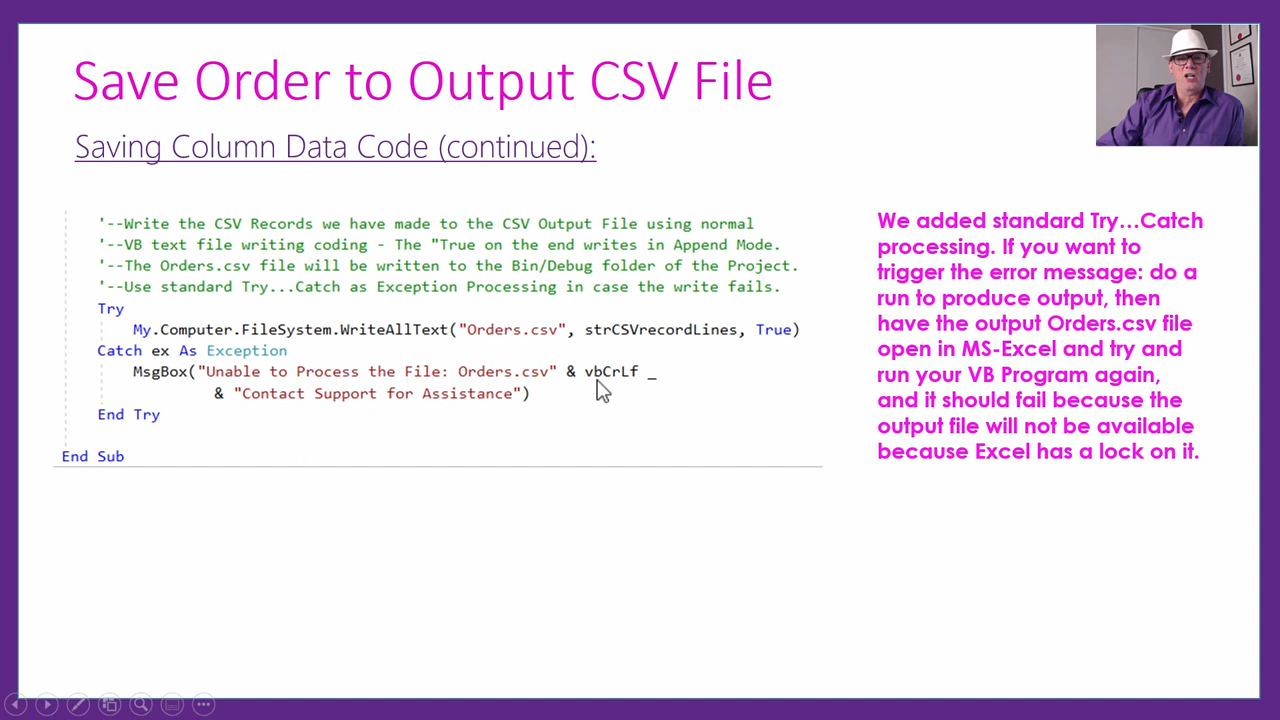 Save Order to Output CSV File
Saving Column Data Code (continued):
'--Write the CSV Records we have made to the CSV Output File using normal
'--VB text file writing coding - The "True on the end writes in Append Mode.
'--The Orders.csv file will be written to the Bin/Debug folder of the Project.
'--Use standard Try...Catch as Exception Processing in case the write fails.
Try
My.Computer.FileSystem.WriteAllText("Orders.csv", strCSVrecordLines, True)
Catch ex As Exception
MsgBox("Unable to Process the File: Orders.csv" & vbCrLf _
& "Contact Support for Assistance")
End Try
End Sub
We added standard Try...Catch
processing. If you want to
trigger the error message: do a
run to produce output, then
have the output Orders.csv file
open in MS-Excel and try and
run your VB Program again,
and it should fail because the
output file will not be available
because Excel has a lock on it.